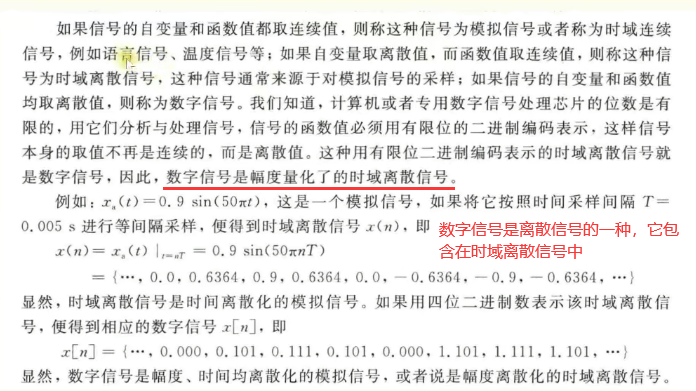 如果信号的自变量和函数值都取连续值，则称这种信号为模拟信号或者称为时域连续
信号，例如语言信号、温度信号等；如果自变量取离散值，而函数值取连续值，则称这种信
号为时域离散信号，这种信号通常来源于对模拟信号的采样；如果信号的自变量和函数值
均取离散值，则称为数字信号。我们知道，计算机或者专用数字信号处理芯片的位数是有
限的，用它们分析与处理信号，信号的函数值必须用有限位的二进制编码表示，这样信号
本身的取值不再是连续的，而是离散值。这种用有限位二进制编码表示的时域离散信号就
是数字信号，因此，数字信号是幅度量化了的时域离散信号。
例如：xₐ(t)=0.9 sin(50πt)，这是一个模拟信号，如果将它按照时间采样间隔 T=
0.005 s 进行等间隔采样，便得到时域离散信号 x(n)，即
数字信号是离散信号的一种，它包
含在时域离散信号中
x(n)= xₐ(t)|ₜ₌ₙT = 0.9 sin(50πnT)
= {…, 0.0, 0.6364, 0.9, 0.6364, 0.0, －0.6364, －0.9, －0.6364, …}
显然，时域离散信号是时间离散化的模拟信号。如果用四位二进制数表示该时域离散信
号，便得到相应的数字信号 x[n]，即
x[n] = {…, 0.000, 0.101, 0.111, 0.101, 0.000, 1.101, 1.111, 1.101, …}
显然，数字信号是幅度、时间均离散化的模拟信号，或者说是幅度离散化的时域离散信号。